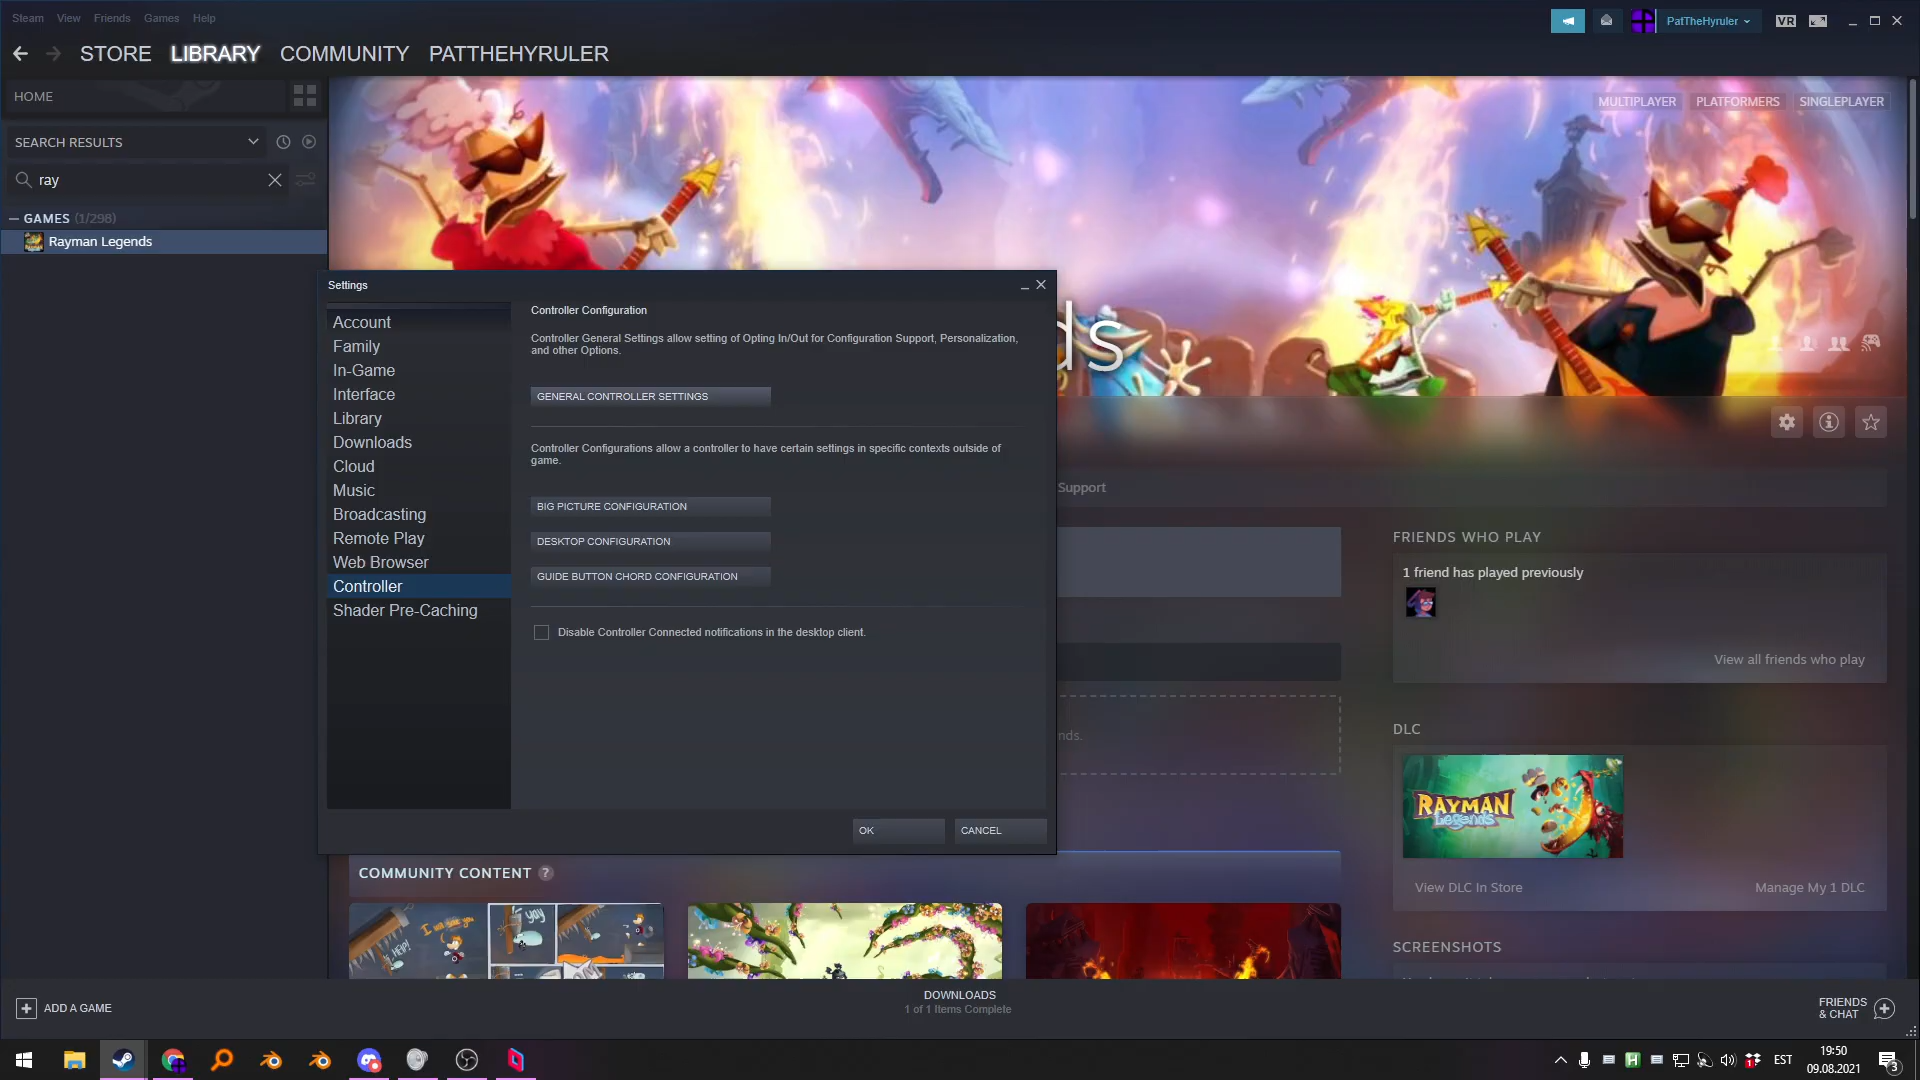 Steam View Friends Games Help
PatTheHyruler
VR
STORE LIBRARY COMMUNITY PATTHEHYRULER
HOME
MULTIPLAYER PLATFORMERS SINGLEPLAYER
SEARCH RESULTS
ray
GAMES (1/298)
Rayman Legends
ds
Settings
Account
Family
In-Game
Interface
Library
Downloads
Cloud
Music
Broadcasting
Remote Play
Web Browser
Controller
Shader Pre-Caching
Controller Configuration
Controller General Settings allow setting of Opting In/Out for Configuration Support, Personalization,
and other Options.
GENERAL CONTROLLER SETTINGS
Controller Configurations allow a controller to have certain settings in specific contexts outside of
game.
BIG PICTURE CONFIGURATION
DESKTOP CONFIGURATION
GUIDE BUTTON CHORD CONFIGURATION
Disable Controller Connected notifications in the desktop client.
OK CANCEL
Support
nds.
FRIENDS WHO PLAY
1 friend has played previously
View all friends who play
DLC
RAYMAN
Legends
View DLC In Store Manage My 1 DLC
SCREENSHOTS
COMMUNITY CONTENT ?
HELP!
yay
ADD A GAME
DOWNLOADS
1 of 1 Items Complete
FRIENDS
& CHAT
EST
19:50
09.08.2021
3